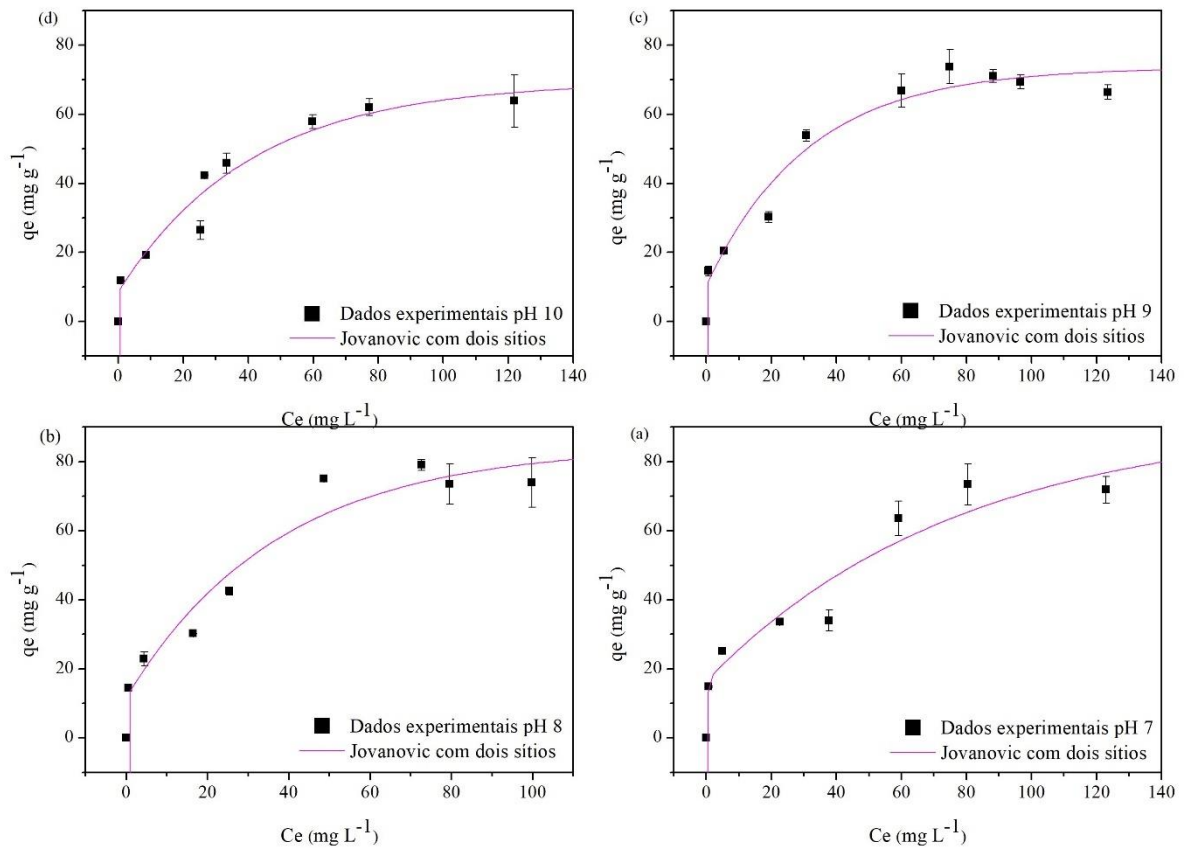 (d)
80
60
40
20
0
qe (mg g⁻¹)
Dados experimentais pH 10
Jovanovic com dois sítios
0 20 40 60 80 100 120 140
Ce (mg L⁻¹)
(c)
80
60
40
20
0
qe (mg g⁻¹)
Dados experimentais pH 9
Jovanovic com dois sítios
0 20 40 60 80 100 120 140
Ce (mg L⁻¹)
(b)
80
60
40
20
0
qe (mg g⁻¹)
Dados experimentais pH 8
Jovanovic com dois sítios
0 20 40 60 80 100
Ce (mg L⁻¹)
(a)
80
60
40
20
0
qe (mg g⁻¹)
Dados experimentais pH 7
Jovanovic com dois sítios
0 20 40 60 80 100 120 140
Ce (mg L⁻¹)